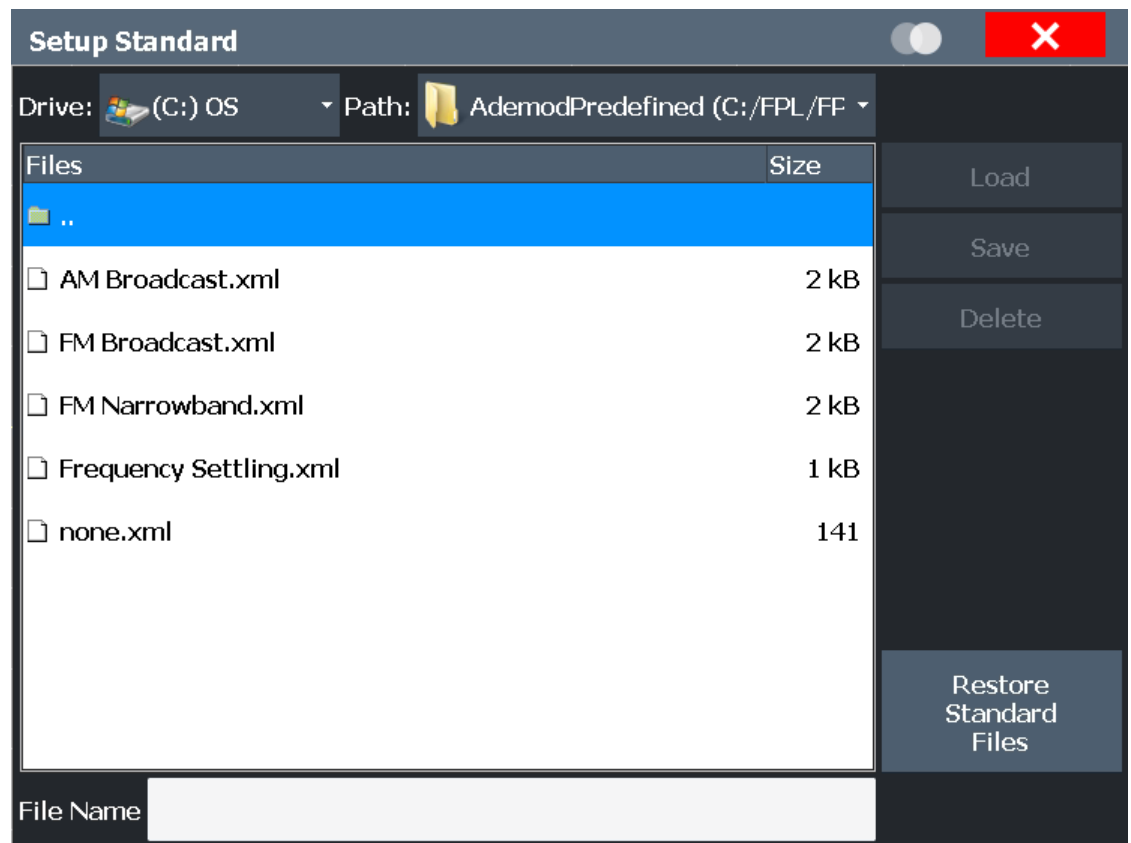 Setup Standard
Drive: (C:) OS Path: AdemodPredefined (C:/FPL/FF
Files Size
Load
..
Save
AM Broadcast.xml 2 kB
Delete
FM Broadcast.xml 2 kB
FM Narrowband.xml 2 kB
Frequency Settling.xml 1 kB
none.xml 141
Restore
Standard
Files
File Name